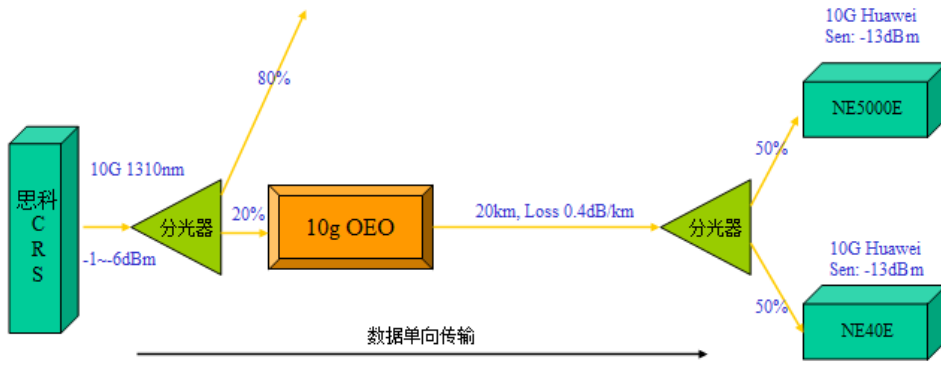 10G Huawei
Sen: -13dBm
NE5000E
80%
50%
10G 1310nm
思科
C
R
S
分光器
20%
10g OEO
20km, Loss 0.4dB/km
分光器
-1~-6dBm
10G Huawei
Sen: -13dBm
50%
NE40E
数据单向传输